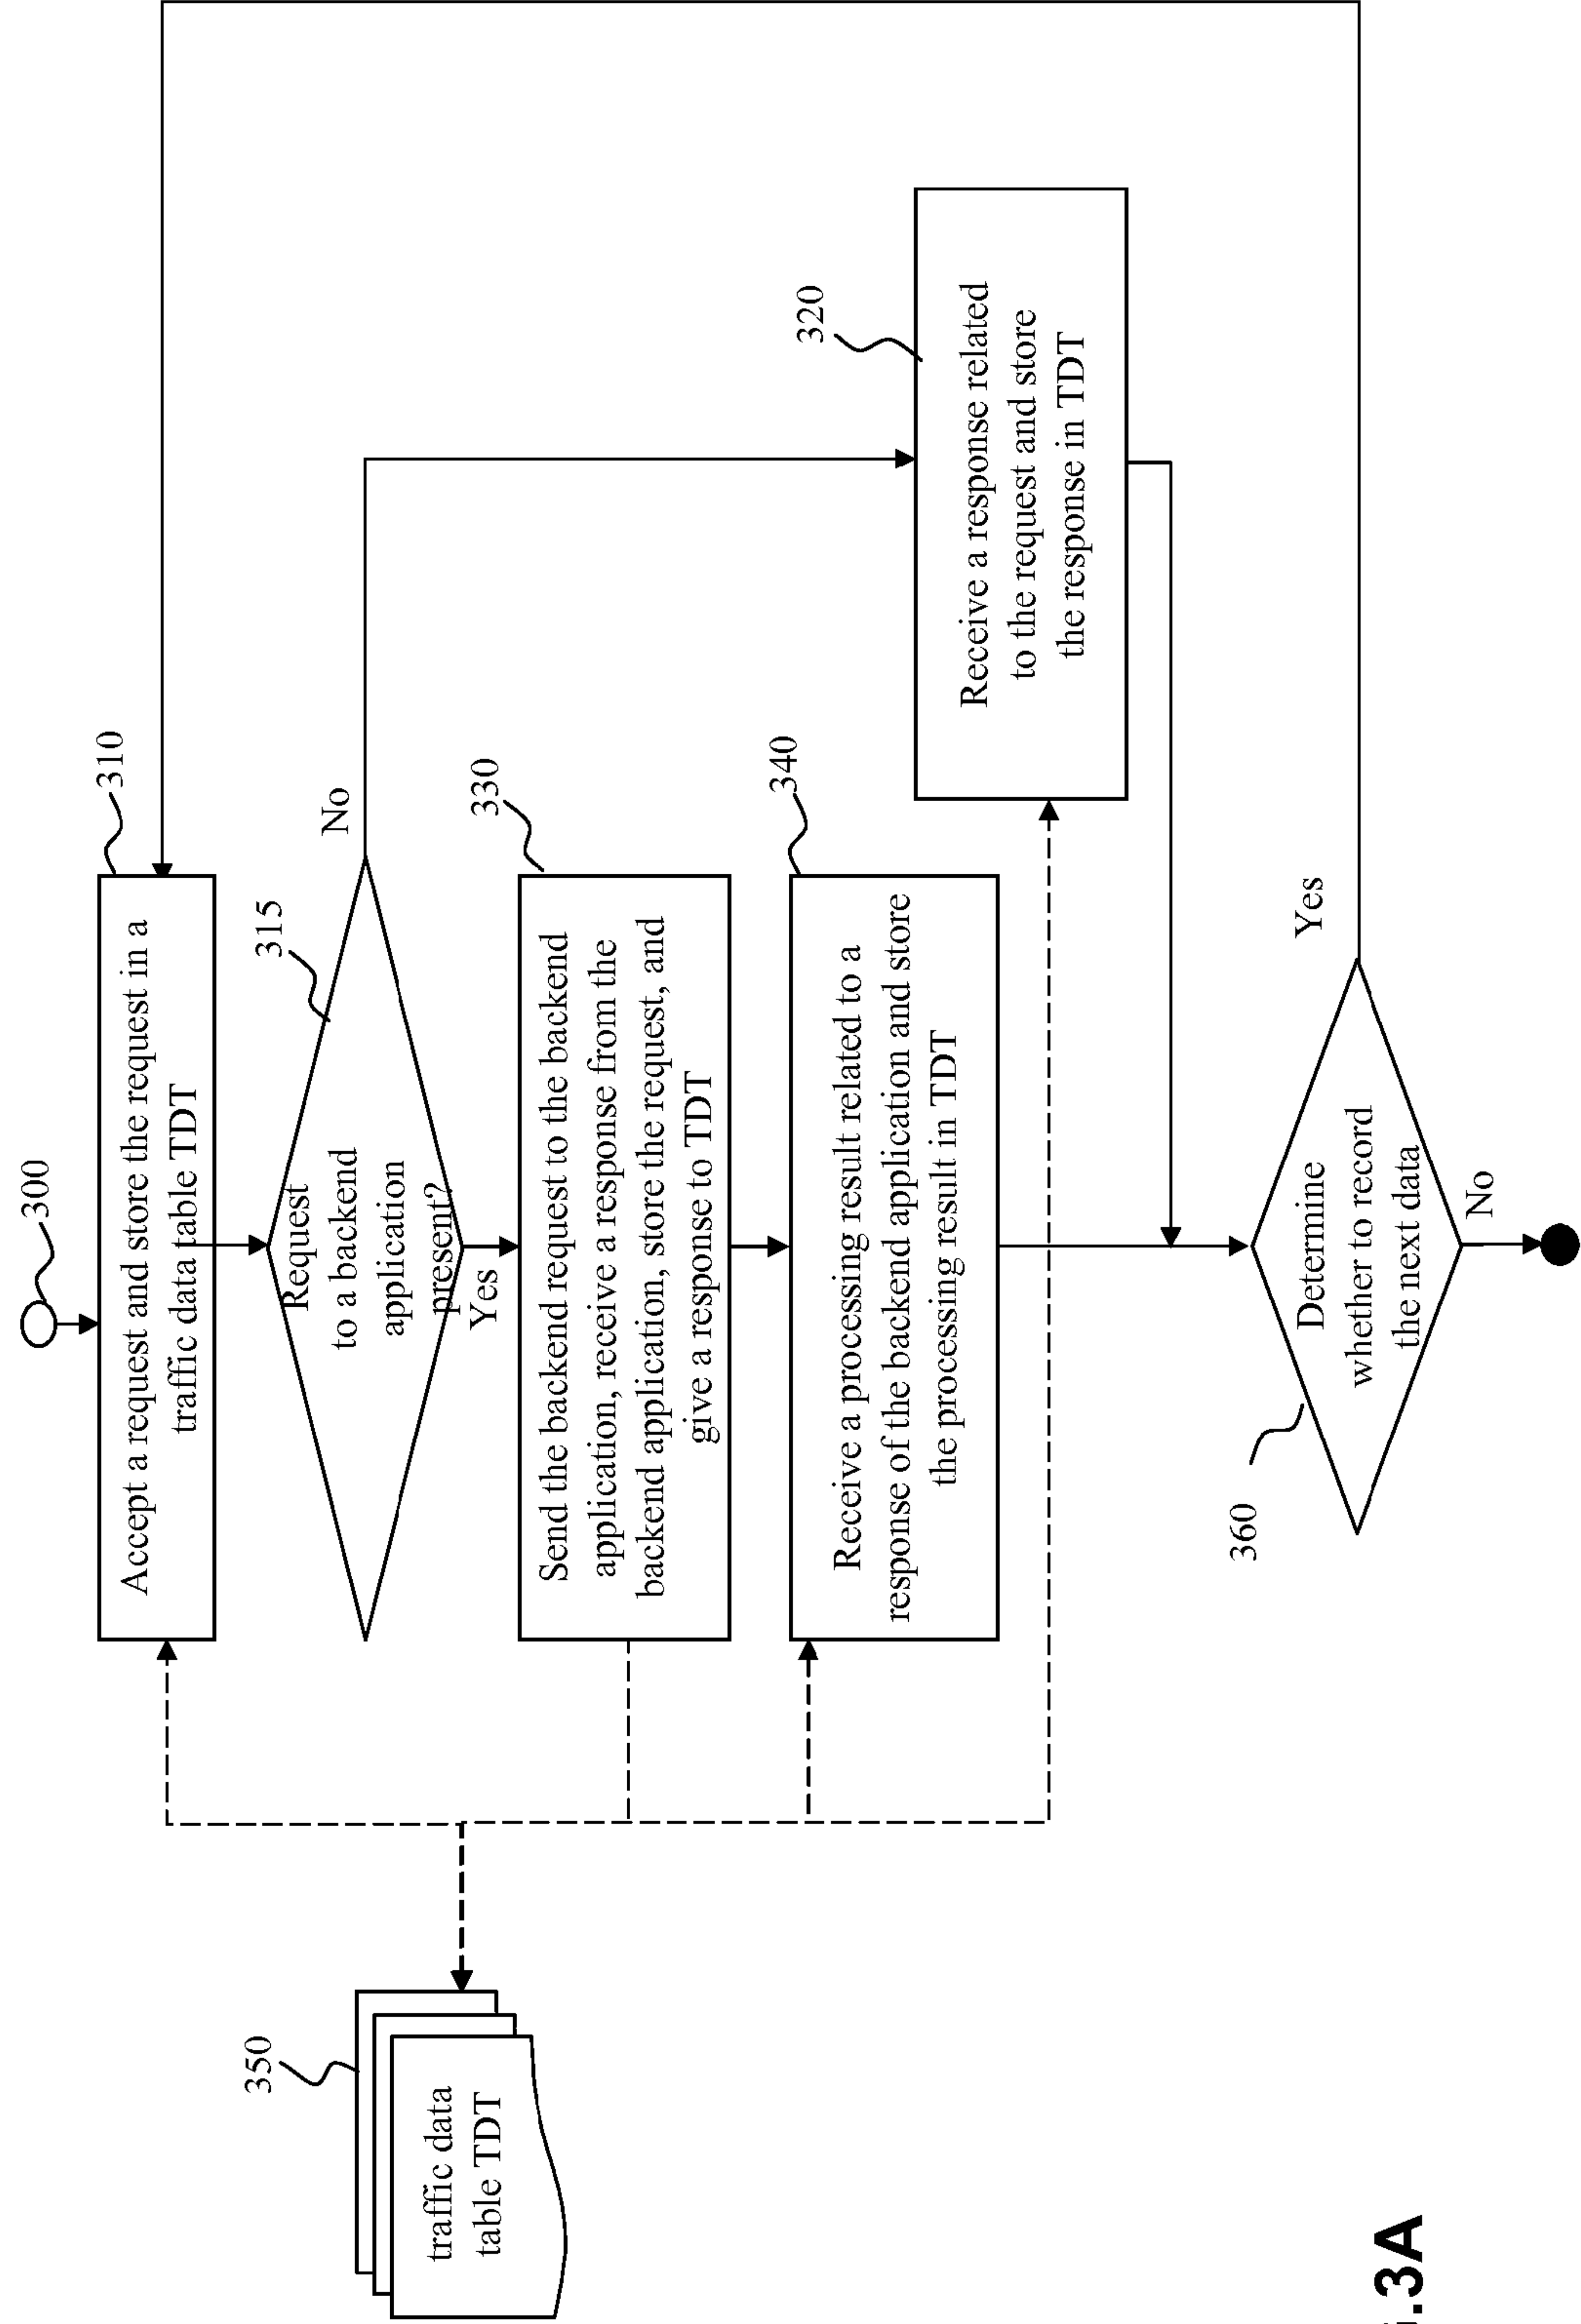 300
310
Accept a request and store the request in a
traffic data table TDT
315
Request
to a backend
application
present?
No
Yes
330
Send the backend request to the backend
application, receive a response from the
backend application, store the request, and
give a response to TDT
340
Receive a processing result related to a
response of the backend application and store
the processing result in TDT
320
Receive a response related
to the request and store
the response in TDT
350
traffic data
table TDT
360
Determine
whether to record
the next data
Yes
No
.3A